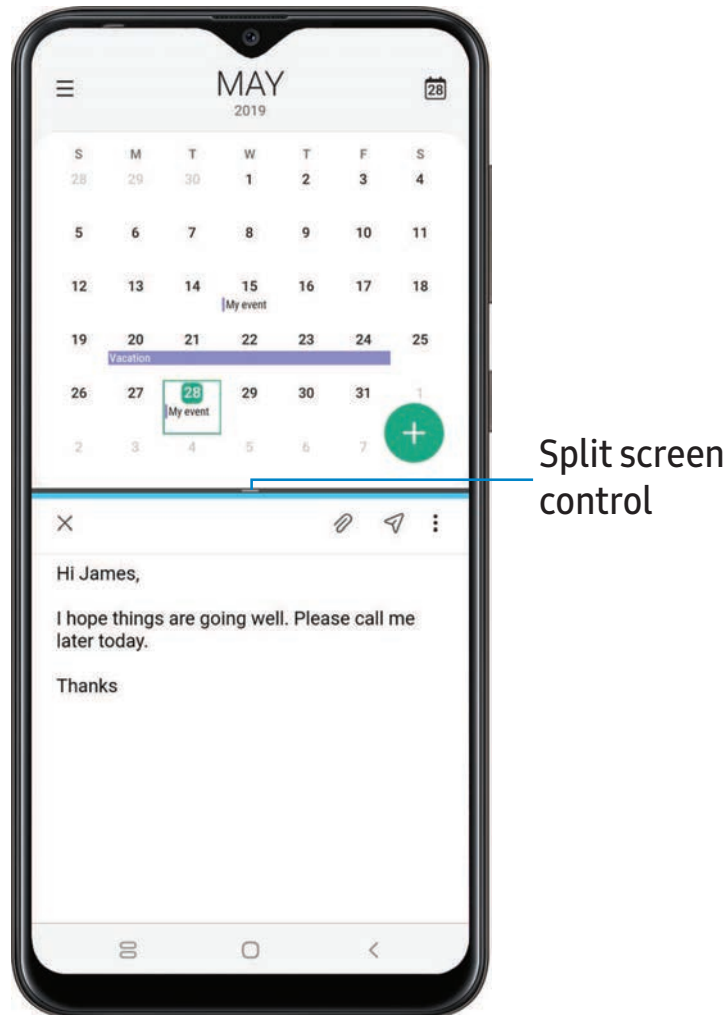 MAY
28
2019
S M T W T F S
28 29 30 1 2 3 4
5 6 7 8 9 10 11
12 13 14 15 16 17 18
My event
19 20 21 22 23 24 25
Vacation
26 27 28 29 30 31 1
My event
2 3 4 5 6 7
Split screen
control
Hi James,
I hope things are going well. Please call me
later today.
Thanks